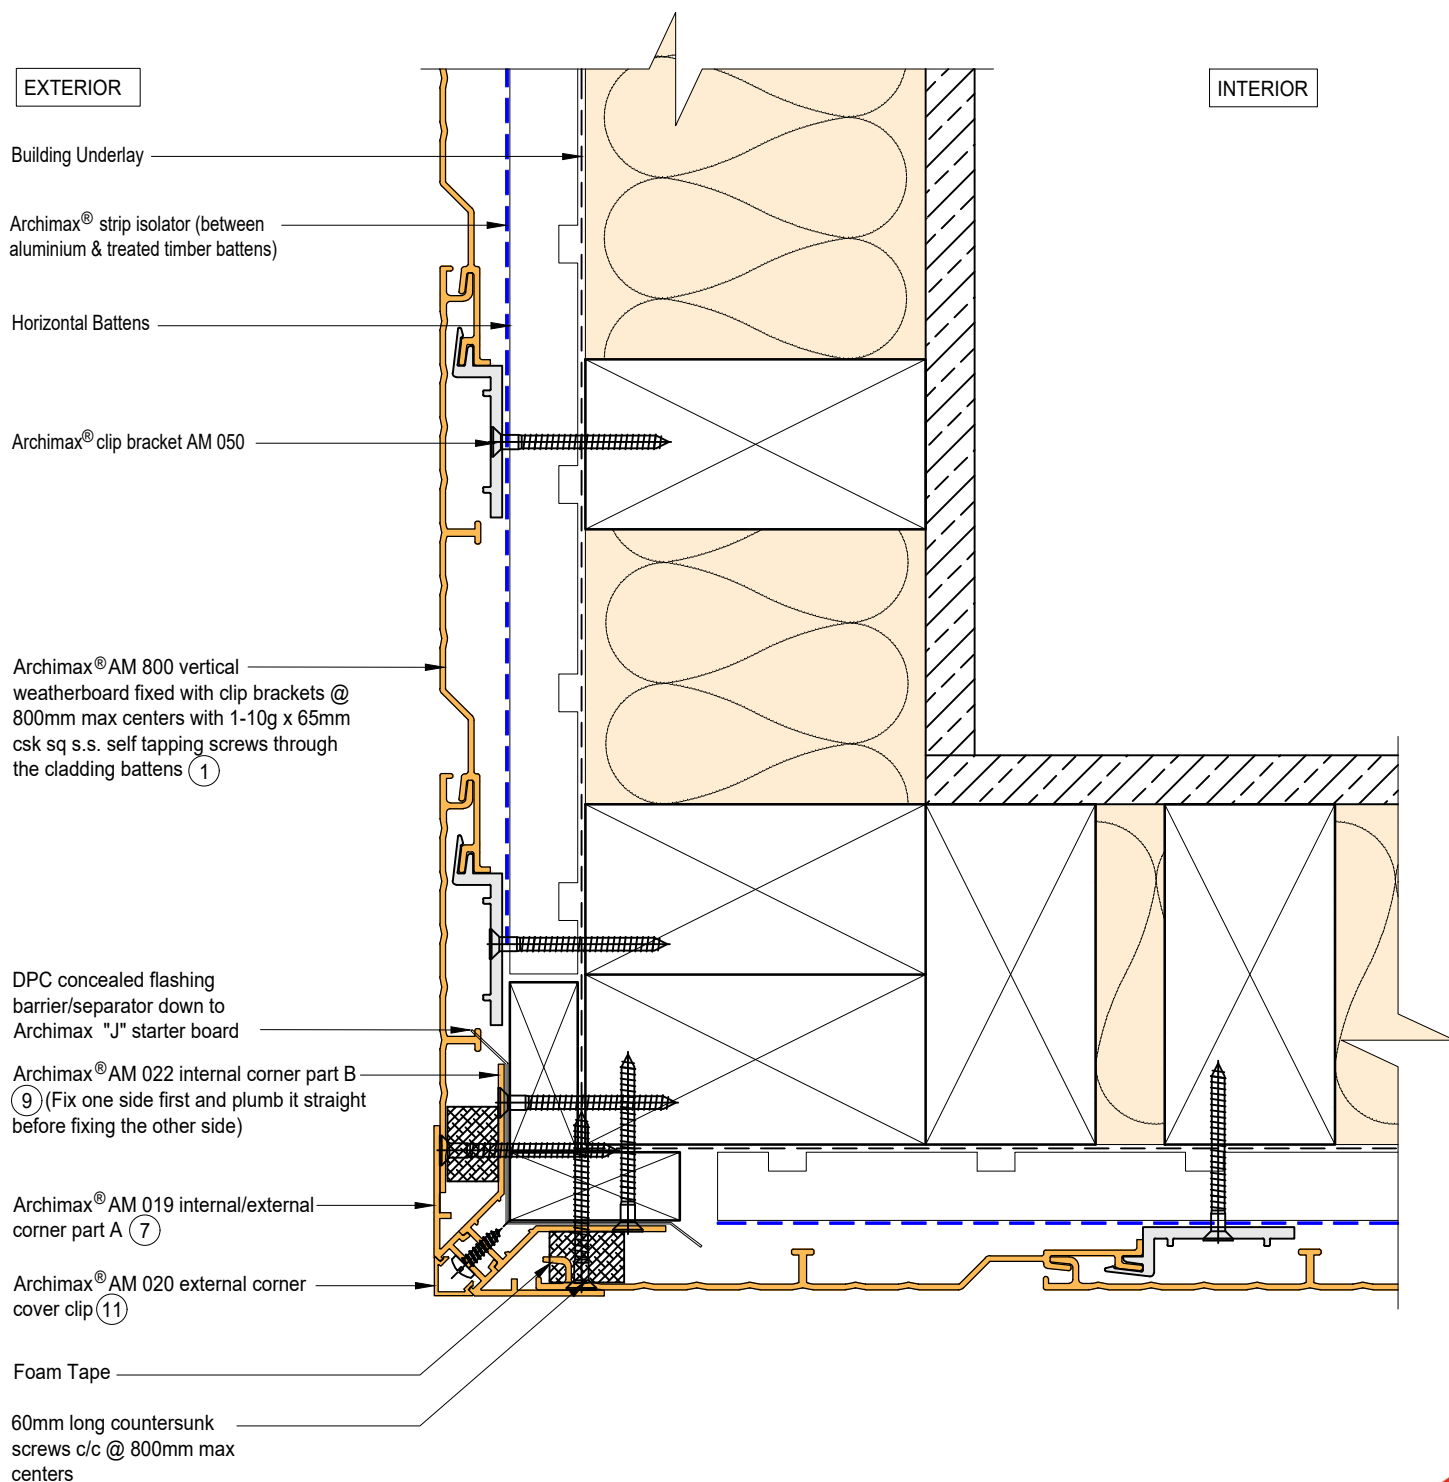 EXTERIOR
INTERIOR
Building Underlay
Archimax® strip isolator (between
aluminium & treated timber battens)
Horizontal Battens
Archimax® clip bracket AM 050
Archimax® AM 800 vertical
weatherboard fixed with clip brackets @
800mm max centers with 1-10g x 65mm
csk sq s.s. self tapping screws through
the cladding battens 1
DPC concealed flashing
barrier/separator down to
Archimax "J" starter board
Archimax® AM 022 internal corner part B
9 (Fix one side first and plumb it straight
before fixing the other side)
Archimax® AM 019 internal/external
corner part A 7
Archimax® AM 020 external corner
cover clip 11
Foam Tape
60mm long countersunk
screws c/c @ 800mm max
centers